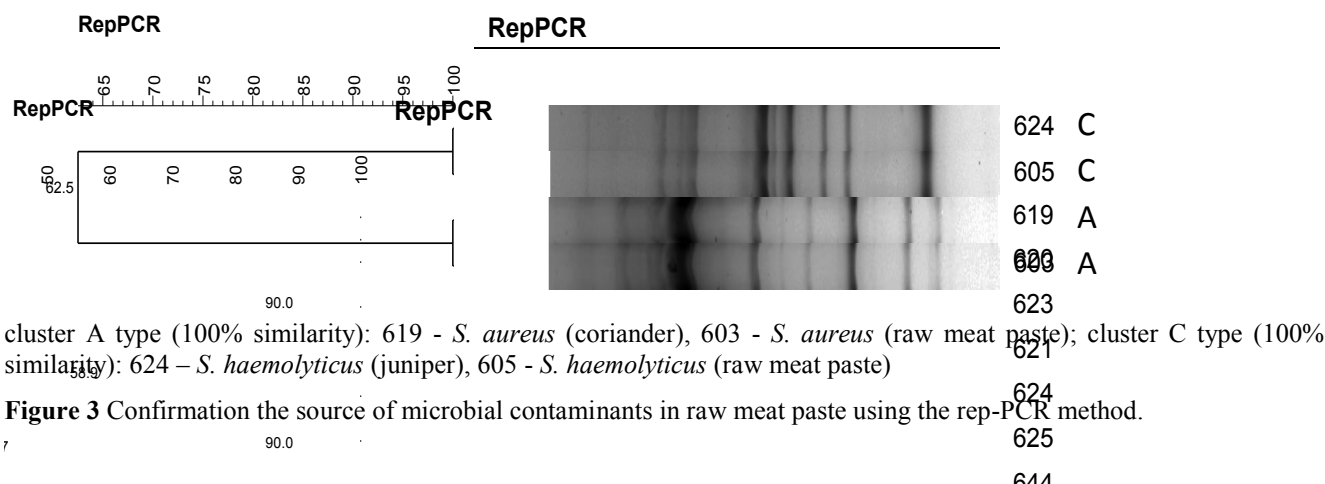 RepPCR
RepPCR
65 70 75 80 85 90 95 100
RepPCR
RepPCR
50 60 70 80 90 100
62.5
624 C
605 C
619 A
603 A
623
90.0
cluster A type (100% similarity): 619 - S. aureus (coriander), 603 - S. aureus (raw meat paste); cluster C type (100%
621
similarity): 624 – S. haemolyticus (juniper), 605 - S. haemolyticus (raw meat paste)
58.9
624
Figure 3 Confirmation the source of microbial contaminants in raw meat paste using the rep-PCR method.
625
90.0
644